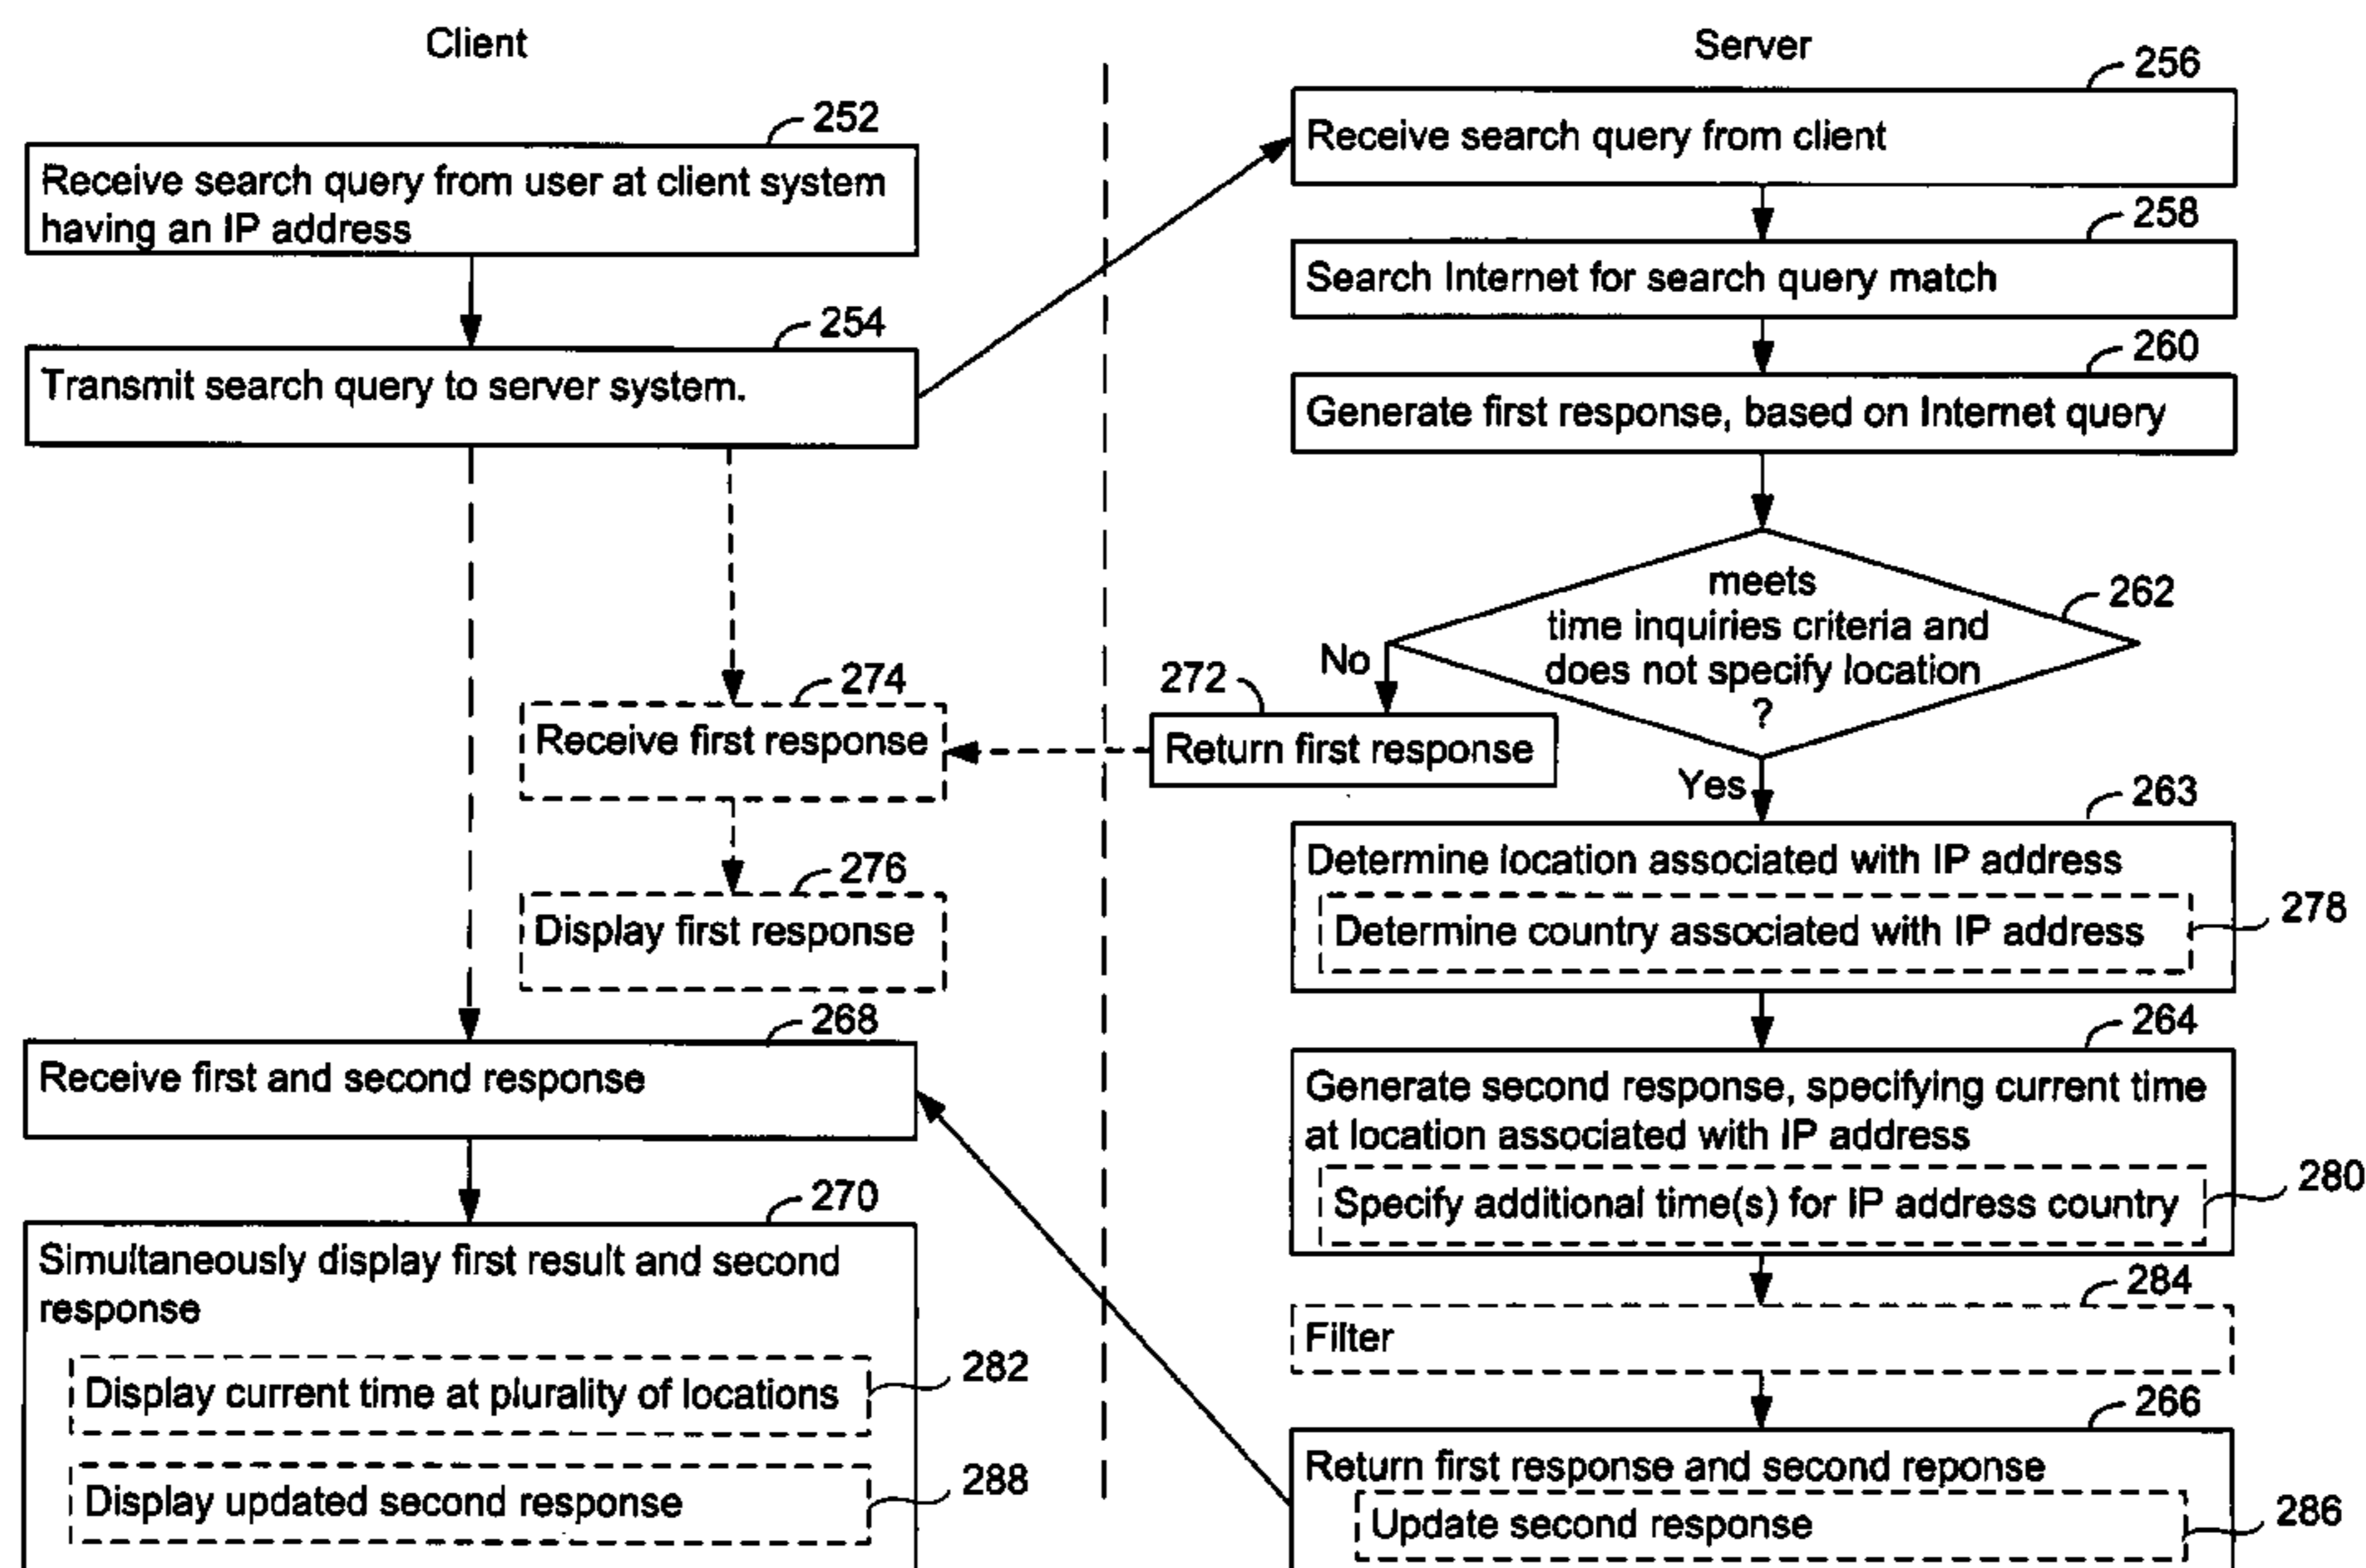 Client
252
Receive search query from user at client system
having an IP address
254
Transmit search query to server system.
274
Receive first response
276
Display first response
268
Receive first and second response
270
Simultaneously display first result and second
response
Display current time at plurality of locations
282
Display updated second response
288
Server
256
Receive search query from client
258
Search Internet for search query match
260
Generate first response, based on Internet query
262
meets
time inquiries criteria and
does not specify location
?
No
272
Return first response
Yes
263
Determine location associated with IP address
Determine country associated with IP address
278
264
Generate second response, specifying current time
at location associated with IP address
Specify additional time(s) for IP address country
280
284
Filter
266
Return first response and second reponse
Update second response
286